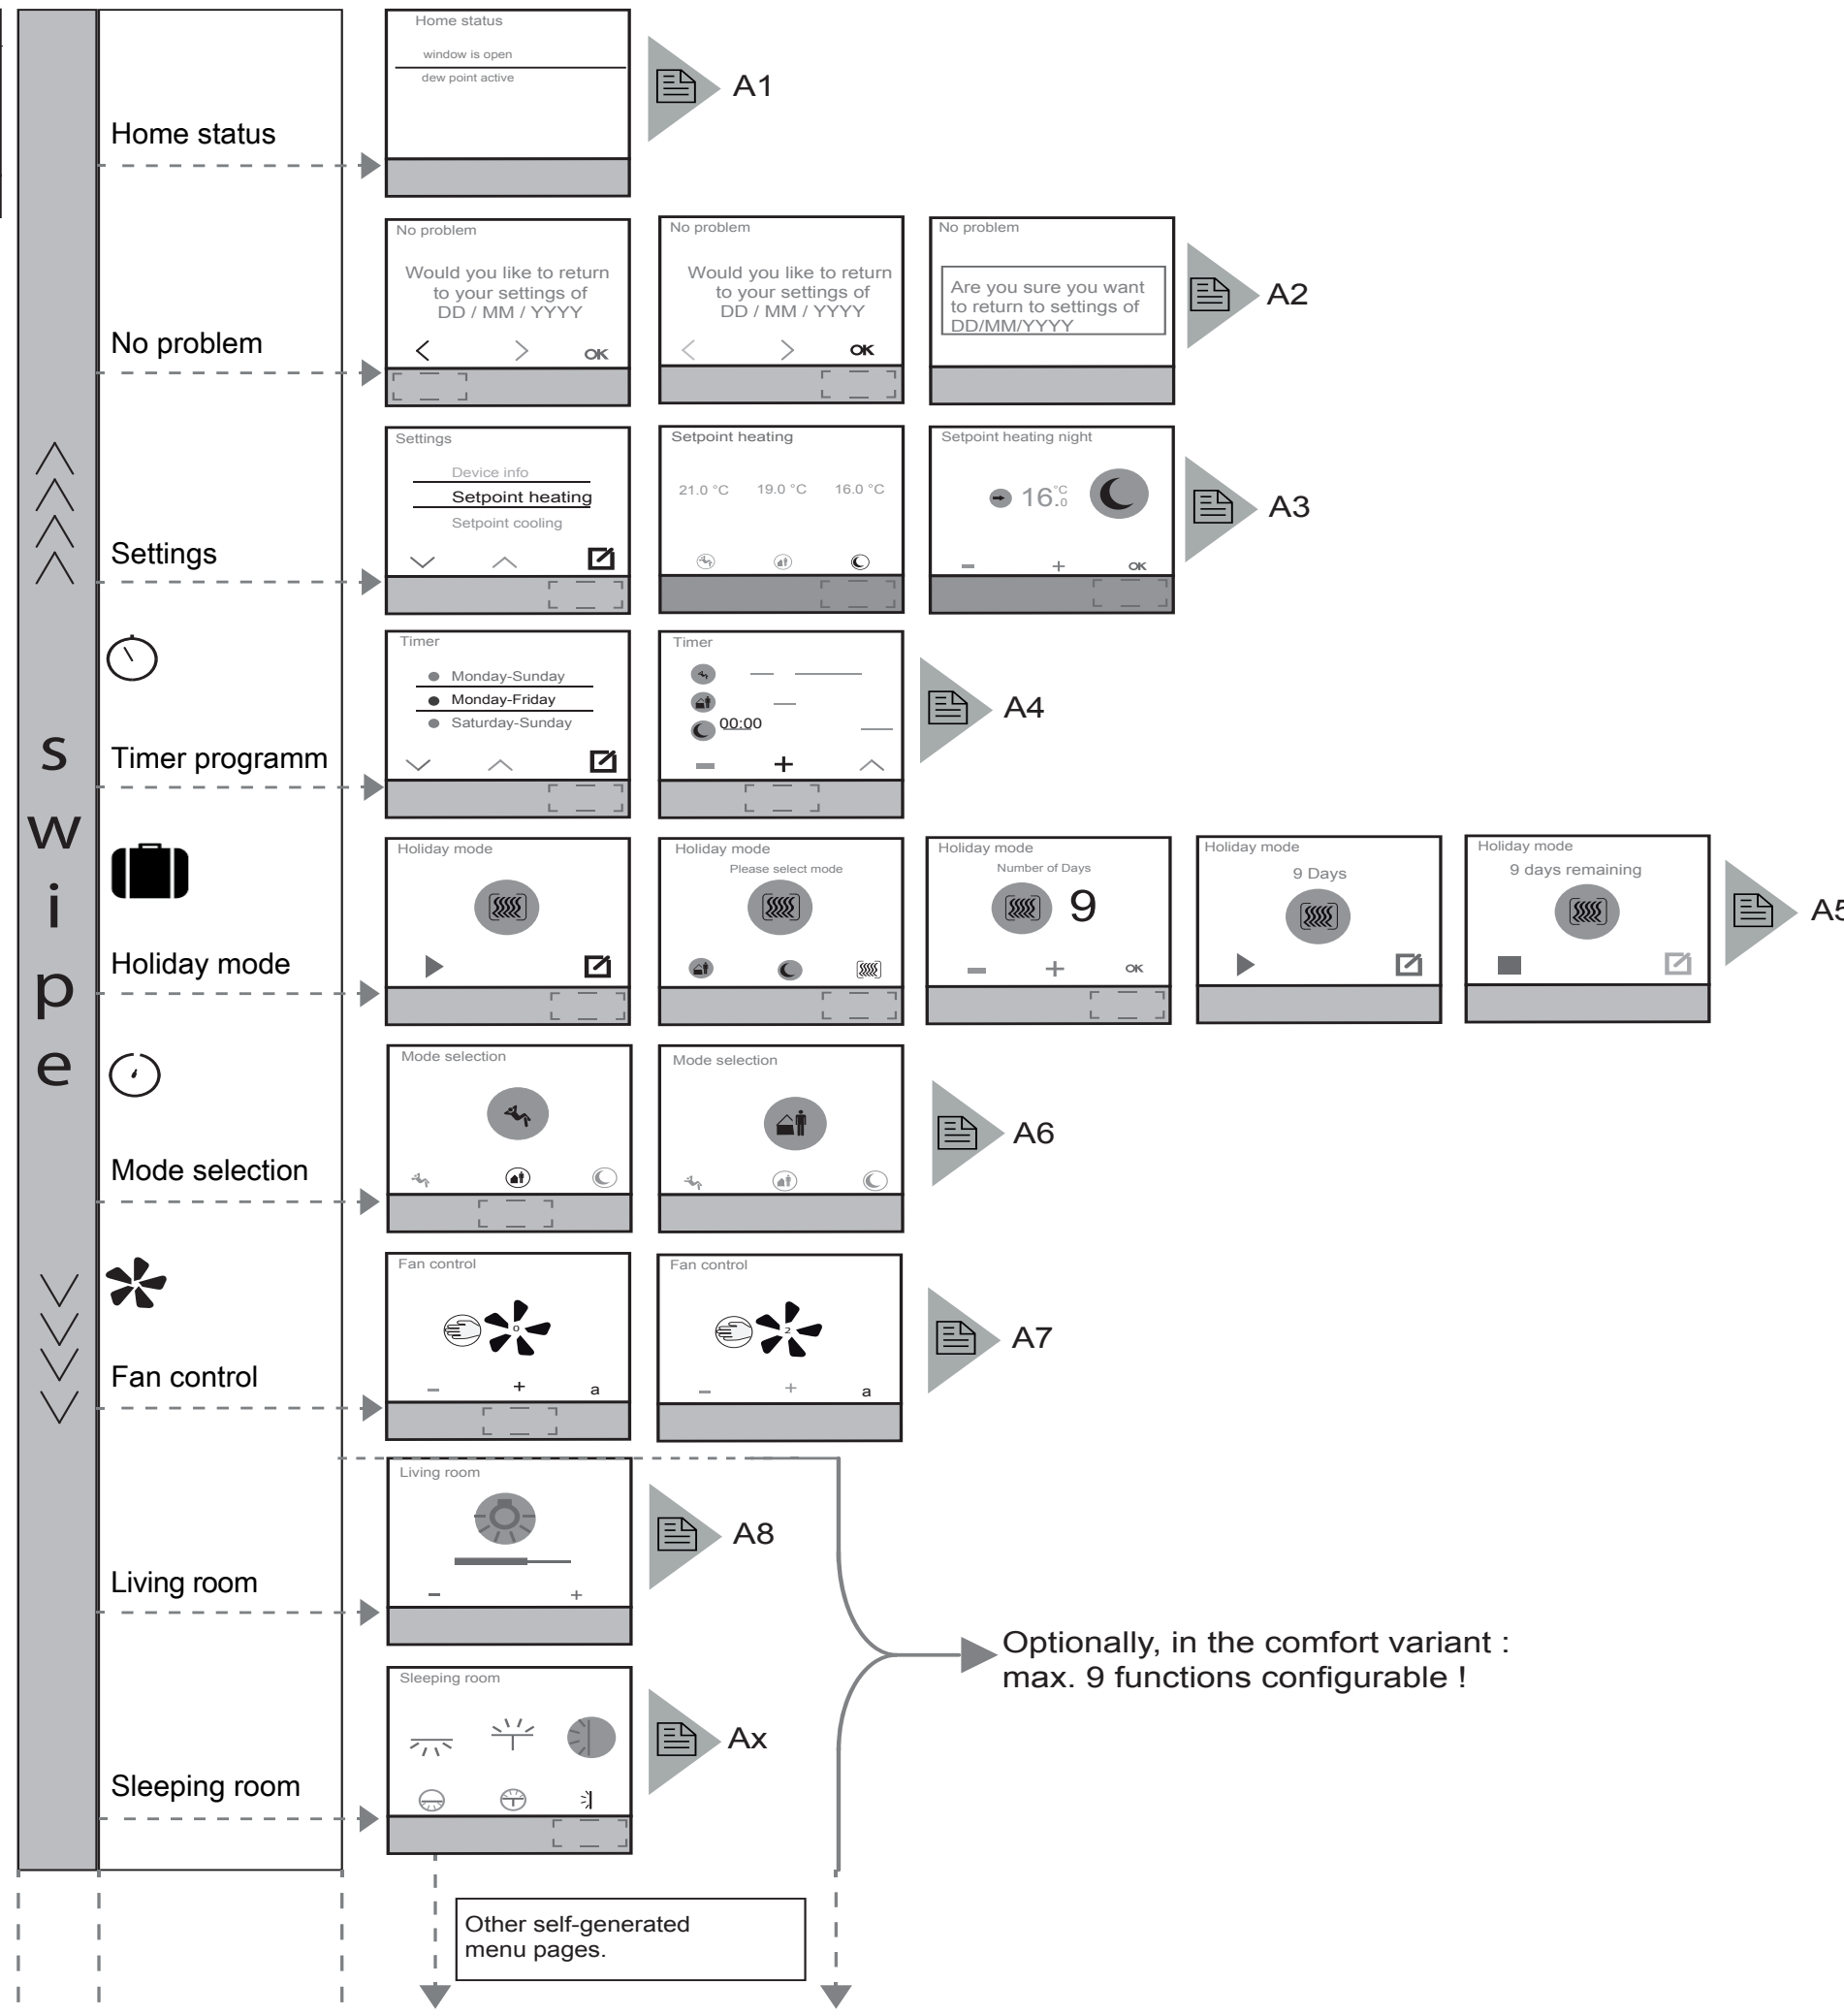 Home status
window is open
dew point active
A1
Home status
No problem
Would you like to return
to your settings of
DD / MM / YYYY
OK
No problem
Would you like to return
to your settings of
DD / MM / YYYY
OK
No problem
Are you sure you want
to return to settings of
DD/MM/YYYY
A2
No problem
Settings
Device info
Setpoint heating
Setpoint cooling
Setpoint heating
21.0 °C 19.0 °C 16.0 °C
Setpoint heating night
16.0 °C
- + OK
A3
Settings
Timer
Monday-Sunday
Monday-Friday
Saturday-Sunday
Timer
00:00
- +
A4
Timer programm
swipe
Holiday mode
Holiday mode
Please select mode
Holiday mode
Number of Days
9
- + OK
Holiday mode
9 Days
Holiday mode
9 days remaining
A5
Holiday mode
Mode selection
Mode selection
A6
Mode selection
Fan control
0
- + a
Fan control
2
- + a
A7
Fan control
Living room
- +
A8
Living room
Optionally, in the comfort variant :
max. 9 functions configurable !
Sleeping room
Ax
Sleeping room
Other self-generated
menu pages.